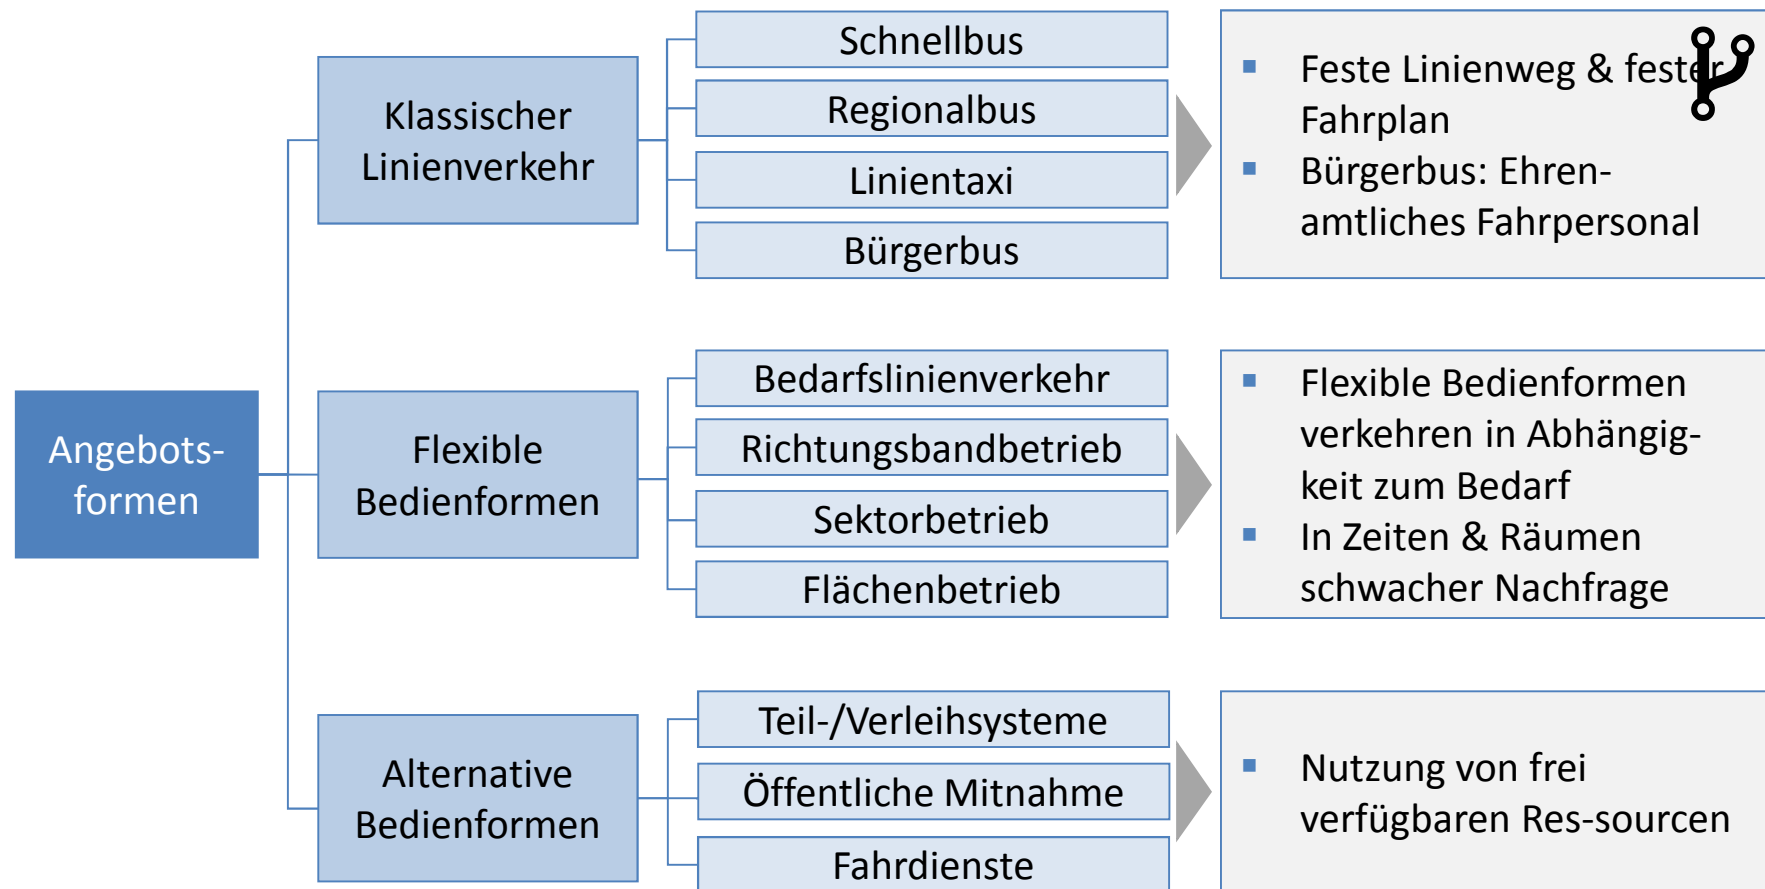 Angebots-
formen
Klassischer
Linienverkehr
Schnellbus
Regionalbus
Linientaxi
Bürgerbus
Feste Linienweg & fester
Fahrplan
Bürgerbus: Ehren-
amtliches Fahrpersonal
Flexible
Bedienformen
Bedarfslinienverkehr
Richtungsbandbetrieb
Sektorbetrieb
Flächenbetrieb
Flexible Bedienformen
verkehren in Abhängig-
keit zum Bedarf
In Zeiten & Räumen
schwacher Nachfrage
Alternative
Bedienformen
Teil-/Verleihsysteme
Öffentliche Mitnahme
Fahrdienste
Nutzung von frei
verfügbaren Res-sourcen